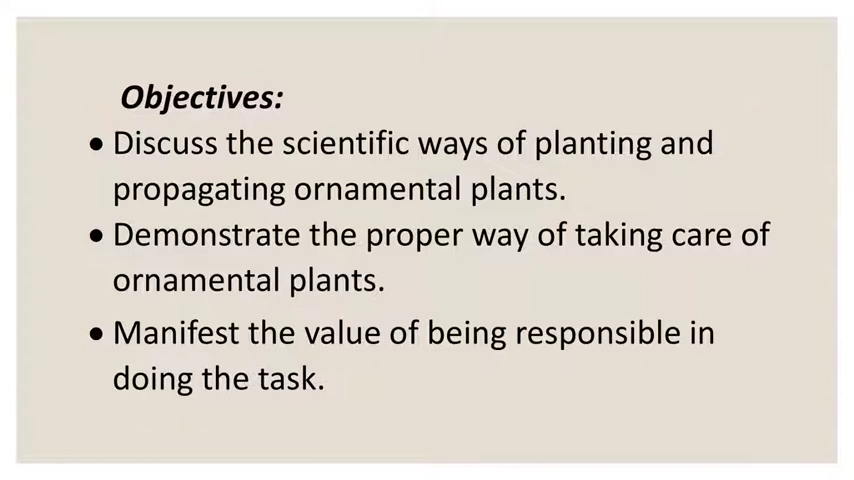 Objectives:
• Discuss the scientific ways of planting and
propagating ornamental plants.
• Demonstrate the proper way of taking care of
ornamental plants.
• Manifest the value of being responsible in
doing the task.